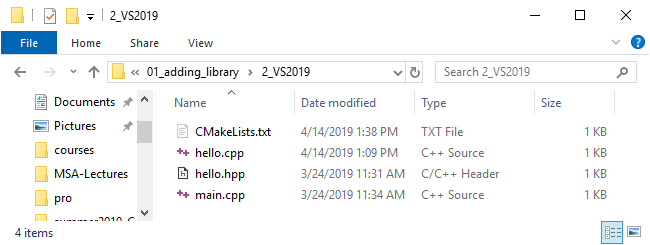 2_VS2019
File Home Share View
« 01_adding_library > 2_VS2019 Search 2_VS2019
Documents
Pictures
courses
MSA-Lectures
pro
Name Date modified Type Size
CMakeLists.txt 4/14/2019 1:38 PM TXT File 1 KB
hello.cpp 4/14/2019 1:09 PM C++ Source 1 KB
hello.hpp 3/24/2019 11:31 AM C/C++ Header 1 KB
main.cpp 3/24/2019 11:34 AM C++ Source 1 KB
4 items